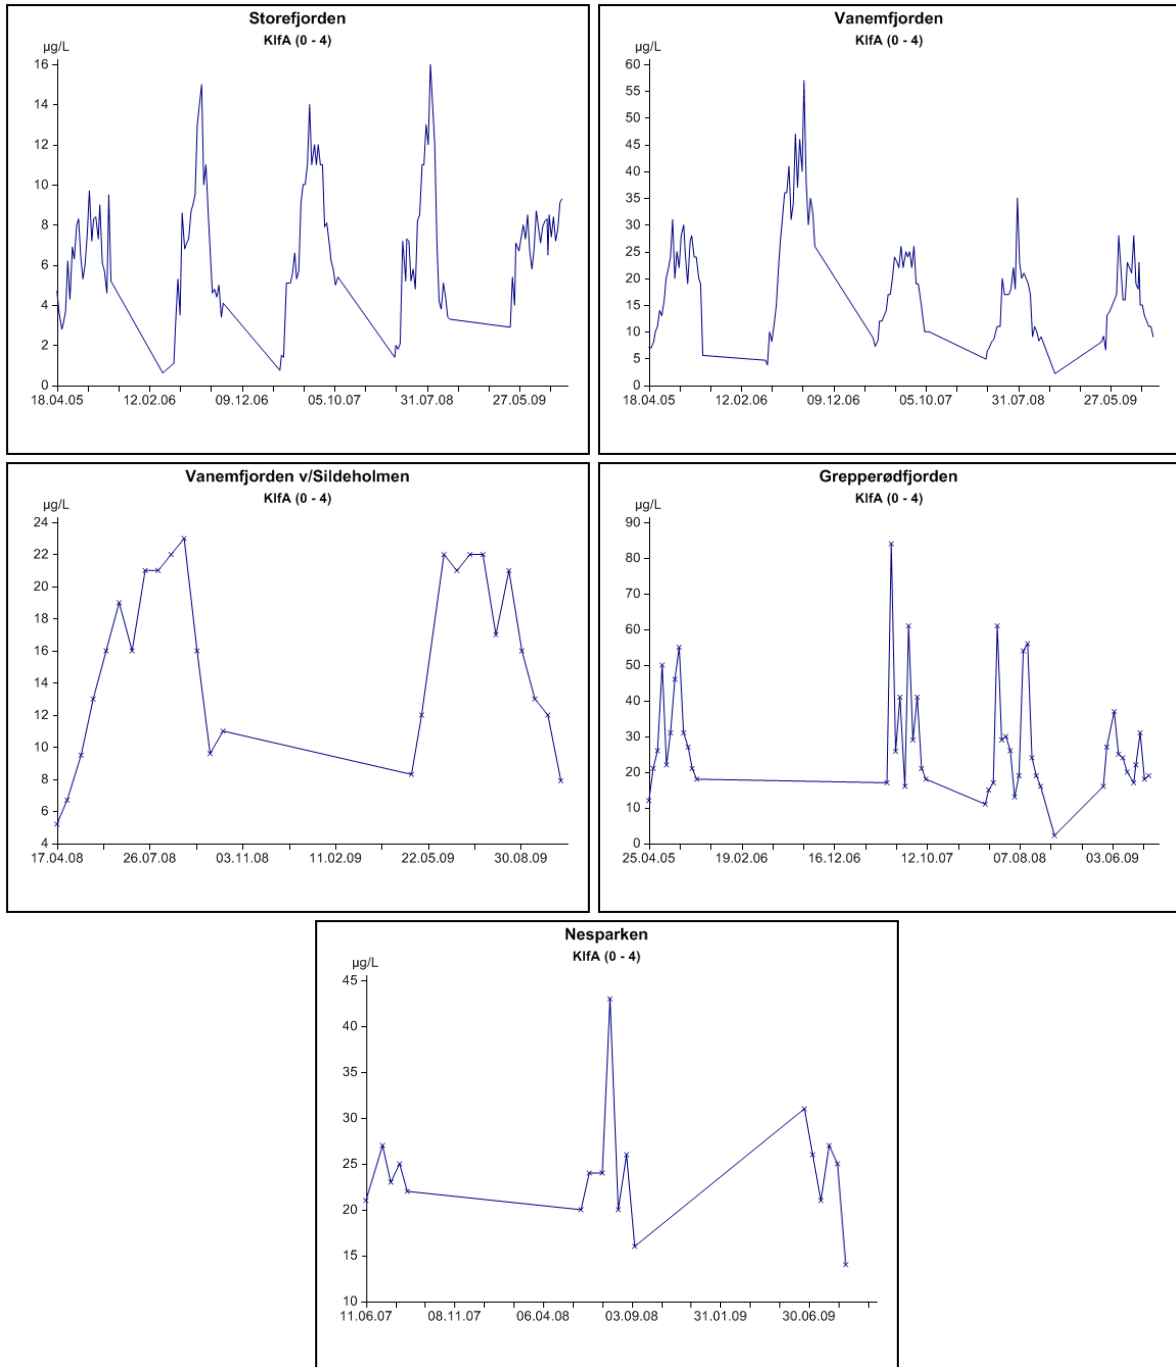 Storefjorden
KlfA (0 - 4)
µg/L
16
14
12
10
8
6
4
2
0
18.04.05 12.02.06 09.12.06 05.10.07 31.07.08 27.05.09
Vanemfjorden
KlfA (0 - 4)
µg/L
60
55
50
45
40
35
30
25
20
15
10
5
0
18.04.05 12.02.06 09.12.06 05.10.07 31.07.08 27.05.09
Vanemfjorden v/Sildeholmen
KlfA (0 - 4)
µg/L
24
22
20
18
16
14
12
10
8
6
4
17.04.08 26.07.08 03.11.08 11.02.09 22.05.09 30.08.09
Grepperødfjorden
KlfA (0 - 4)
µg/L
90
80
70
60
50
40
30
20
10
0
25.04.05 19.02.06 16.12.06 12.10.07 07.08.08 03.06.09
Nesparken
KlfA (0 - 4)
µg/L
45
40
35
30
25
20
15
10
11.06.07 08.11.07 06.04.08 03.09.08 31.01.09 30.06.09